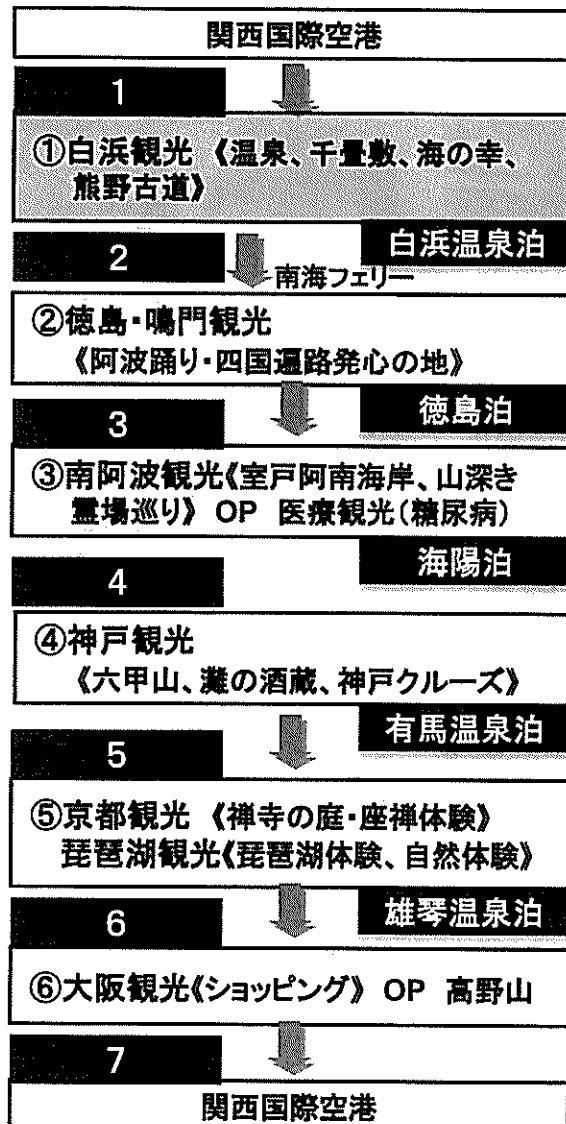 関西国際空港
1
①白浜観光 《温泉、千畳敷、海の幸、
熊野古道》
白浜温泉泊
2
南海フェリー
②徳島・鳴門観光
《阿波踊り・四国遍路発心の地》
徳島泊
3
③南阿波観光《室戸阿南海岸、山深き
霊場巡り》 OP 医療観光(糖尿病)
海陽泊
4
④神戸観光
《六甲山、灘の酒蔵、神戸クルーズ》
有馬温泉泊
5
⑤京都観光 《禅寺の庭・座禅体験》
琵琶湖観光《琵琶湖体験、自然体験》
雄琴温泉泊
6
⑥大阪観光《ショッピング》 OP 高野山
7
関西国際空港